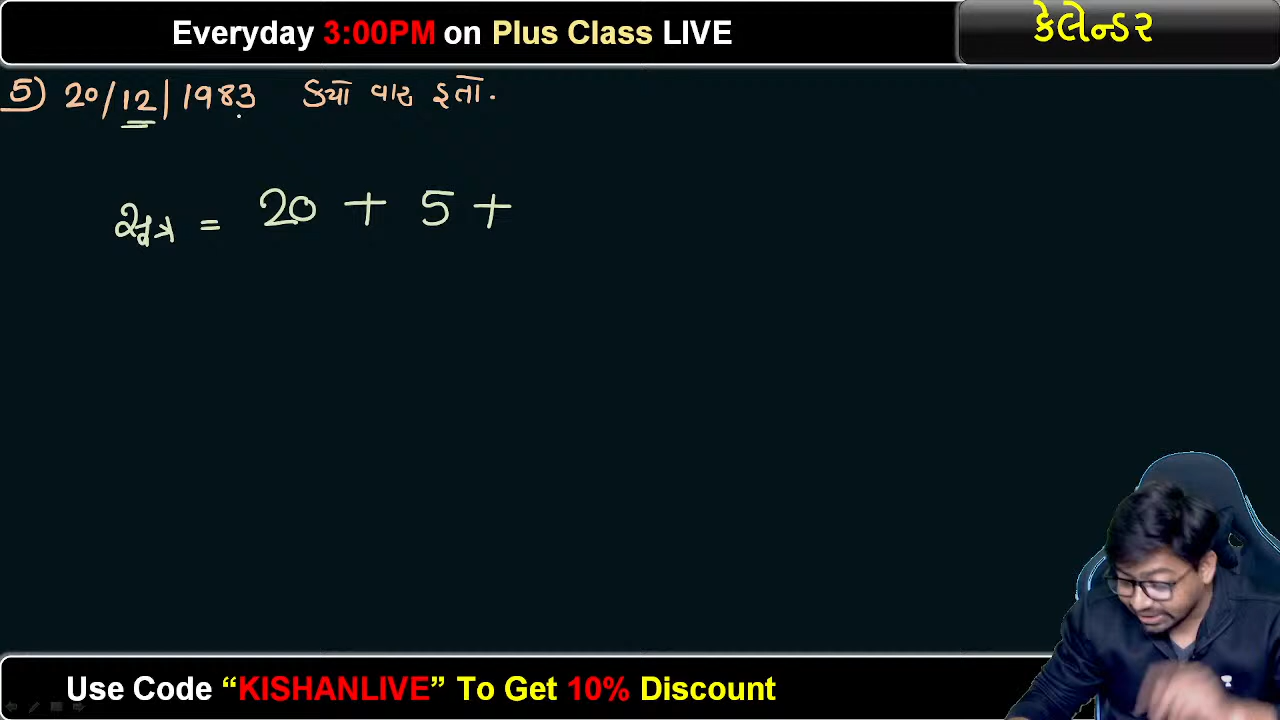 Everyday 3:00PM on Plus Class LIVE
કેલેન્ડર
5) 20/12/1983 ક્યો વાર હતો.
સૂત્ર = 20 + 5 +
Use Code “KISHANLIVE” To Get 10% Discount